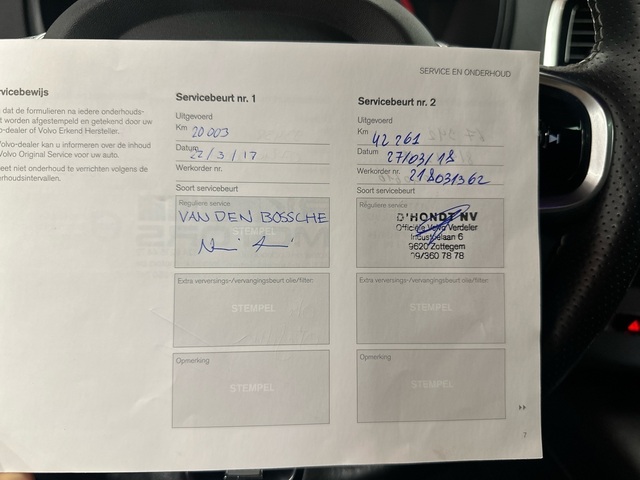 SERVICE EN ONDERHOUD
rvicebewijs
dat de formulieren na iedere onderhouds-
t worden afgestempeld en getekend door uw
o-dealer of Volvo Erkend Hersteller.
Volvo-dealer kan u informeren over de inhoud
Volvo Original Service voor uw auto.
eet niet onderhoud te verrichten volgens de
rhoudsintervallen.
Servicebeurt nr. 1
Uitgevoerd
Km 20 003
Datum 22/3/17
Werkorder nr.
Soort servicebeurt
Reguliere service
VAN DEN BOSSCHE
STEMPEL
Extra verversings-/vervangingsbeurt olie/filter:
STEMPEL
Opmerking
STEMPEL
Servicebeurt nr. 2
Uitgevoerd
Km 42 261
Datum 27/03/18
Werkorder nr. 218031362
Soort servicebeurt
Reguliere service
D'HONDT NV
Officiële Volvo Verdeler
Industrielaan 6
9620 Zottegem
09/360 78 78
Extra verversings-/vervangingsbeurt olie/filter:
STEMPEL
Opmerking
STEMPEL
7